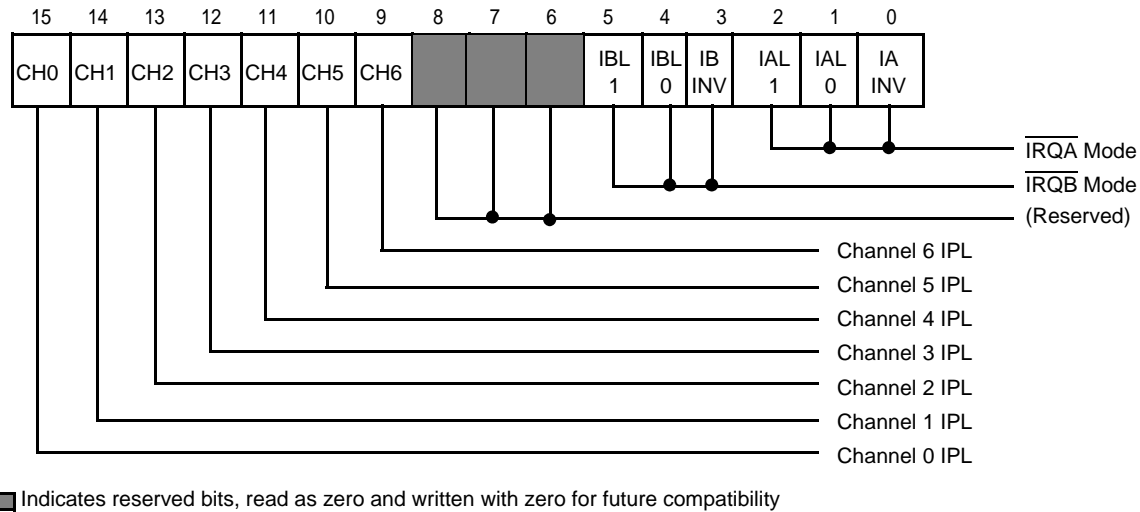 15 14 13 12 11 10 9 8 7 6 5 4 3 2 1 0
CH0 CH1 CH2 CH3 CH4 CH5 CH6 IBL 1 IBL 0 IB INV IAL 1 IAL 0 IA INV
IRQA Mode
IRQB Mode
(Reserved)
Channel 6 IPL
Channel 5 IPL
Channel 4 IPL
Channel 3 IPL
Channel 2 IPL
Channel 1 IPL
Channel 0 IPL
Indicates reserved bits, read as zero and written with zero for future compatibility